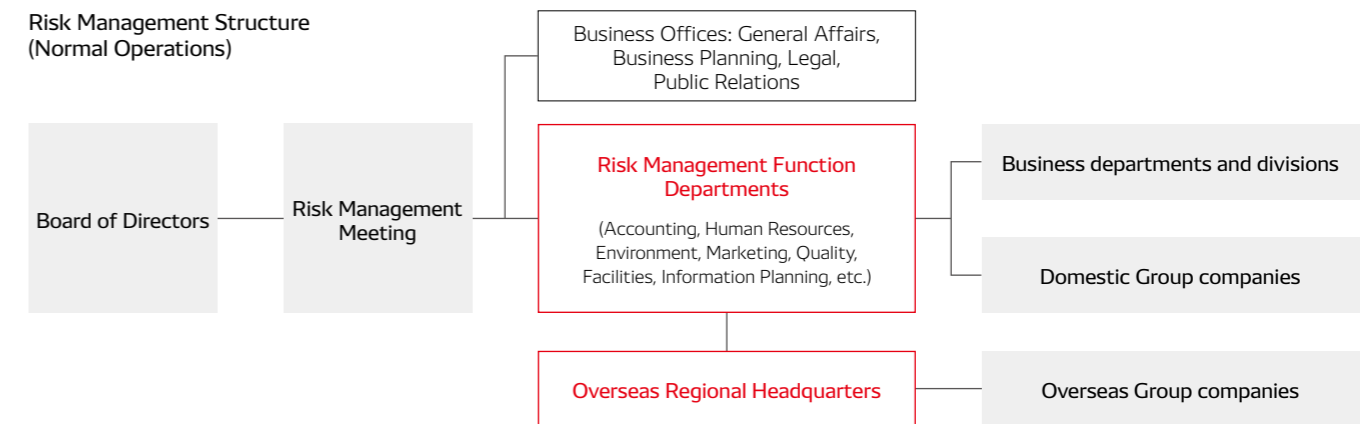 Risk Management Structure
(Normal Operations)
Business Offices: General Affairs,
Business Planning, Legal,
Public Relations
Board of Directors
Risk Management
Meeting
Risk Management Function
Departments
(Accounting, Human Resources,
Environment, Marketing, Quality,
Facilities, Information Planning, etc.)
Business departments and divisions
Domestic Group companies
Overseas Regional Headquarters
Overseas Group companies